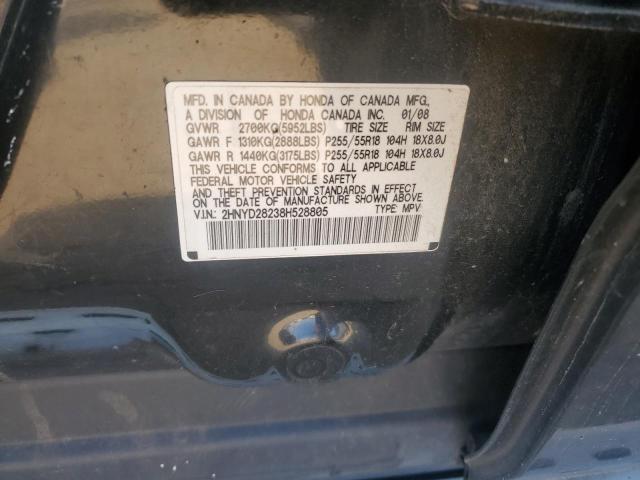 MFD. IN CANADA BY HONDA OF CANADA MFG.,
A DIVISION OF HONDA CANADA INC. 01/08
GVWR 2700KG(5952LBS) TIRE SIZE RIM SIZE
GAWR F 1310KG(2888LBS) P255/55R18 104H 18X8.0J
GAWR R 1440KG(3175LBS) P255/55R18 104H 18X8.0J
THIS VEHICLE CONFORMS TO ALL APPLICABLE
FEDERAL MOTOR VEHICLE SAFETY
AND THEFT PREVENTION STANDARDS IN EFFECT
ON THE DATE OF MANUFACTURE SHOWN ABOVE.
V.I.N.: 2HNYD28238H528805 TYPE: MPV